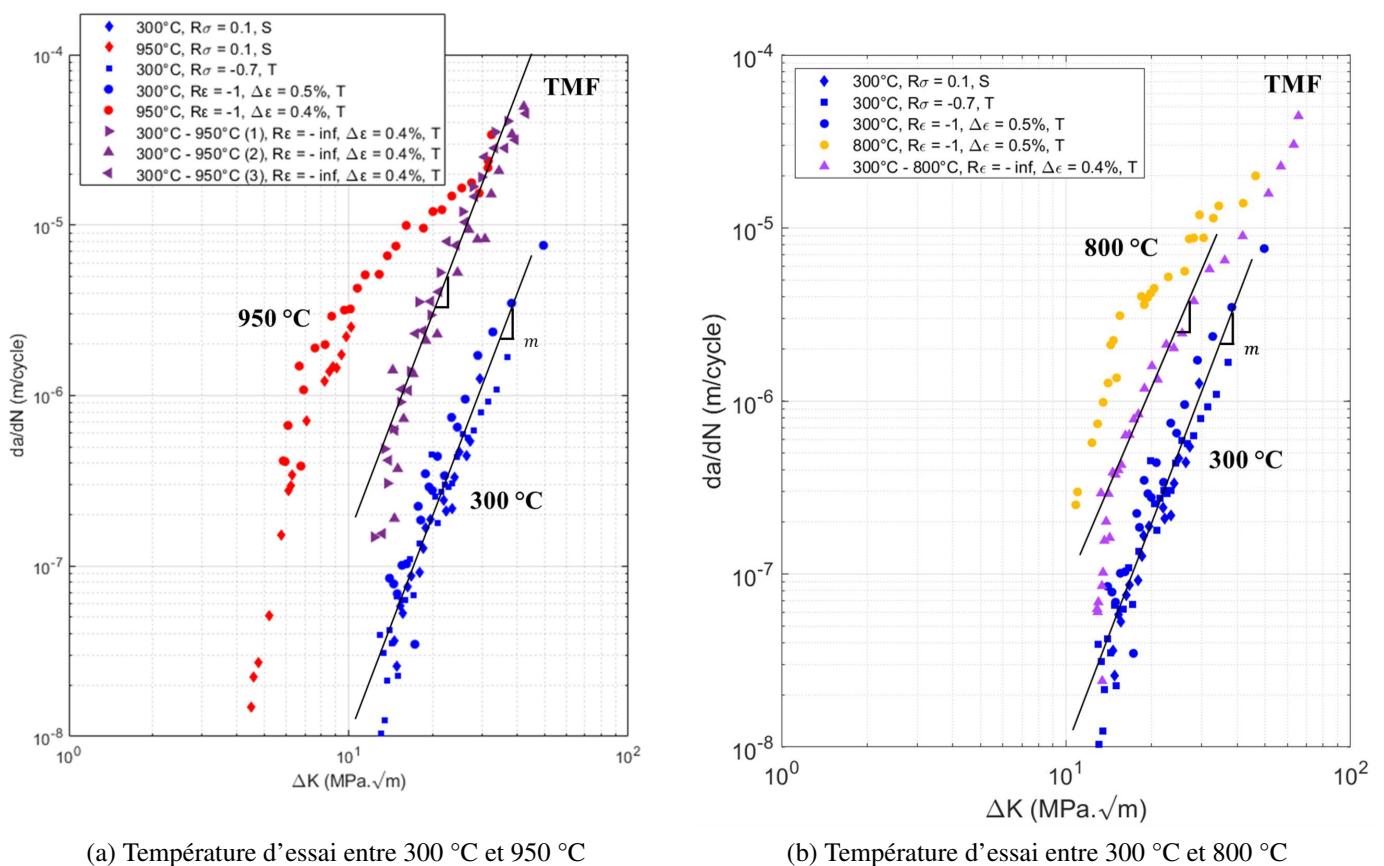 300°C, Rσ = 0.1, S
950°C, Rσ = 0.1, S
300°C, Rσ = -0.7, T
300°C, Rε = -1, Δε = 0.5%, T
950°C, Rε = -1, Δε = 0.4%, T
300°C - 950°C (1), Rε = - inf, Δε = 0.4%, T
300°C - 950°C (2), Rε = - inf, Δε = 0.4%, T
300°C - 950°C (3), Rε = - inf, Δε = 0.4%, T
TMF
950 °C
m
300 °C
10⁻⁴
10⁻⁵
10⁻⁶
10⁻⁷
10⁻⁸
da/dN (m/cycle)
10⁰ 10¹ 10²
ΔK (MPa.√m)
(a) Température d'essai entre 300 °C et 950 °C
300°C, Rσ = 0.1, S
300°C, Rσ = -0.7, T
300°C, Rϵ = -1, Δϵ = 0.5%, T
800°C, Rϵ = -1, Δϵ = 0.5%, T
300°C - 800°C, Rϵ = - inf, Δϵ = 0.4%, T
TMF
800 °C
m
300 °C
10⁻⁴
10⁻⁵
10⁻⁶
10⁻⁷
10⁻⁸
da/dN (m/cycle)
10⁰ 10¹ 10²
ΔK (MPa.√m)
(b) Température d'essai entre 300 °C et 800 °C